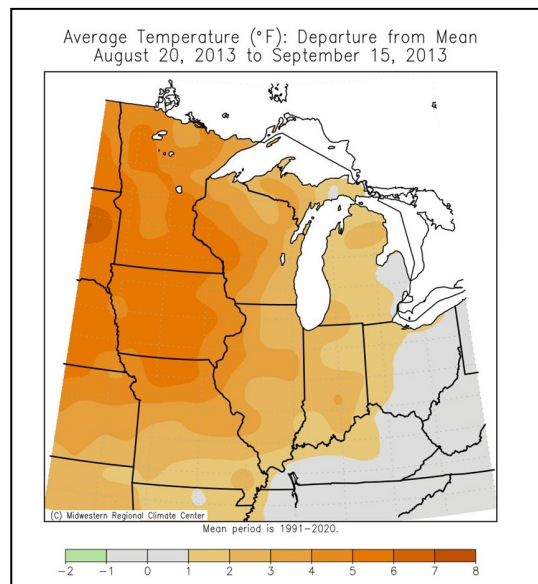 Average Temperature (°F): Departure from Mean
August 20, 2013 to September 15, 2013
(C) Midwestern Regional Climate Center
Mean period is 1991-2020.
-2 -1 0 1 2 3 4 5 6 7 8